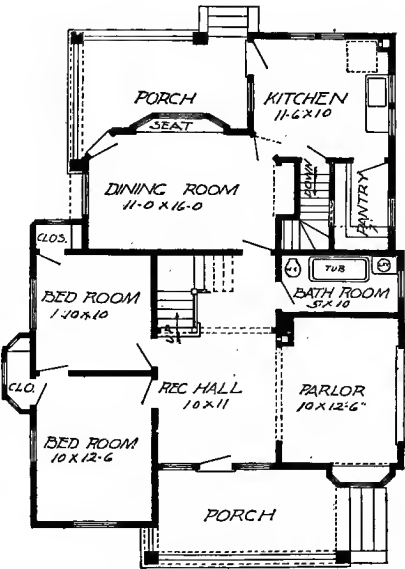 PORCH
KITCHEN
11-6 X 10
SEAT
DOWN
PANTRY
DINING ROOM
11-0 X 16-0
CLOS.
TUB
BED ROOM
1-10 X 10
BATH ROOM
5' X 10
UP
CLO.
REC HALL
10 X 11
PARLOR
10 X 12'-6"
BED ROOM
10 X 12-6
PORCH